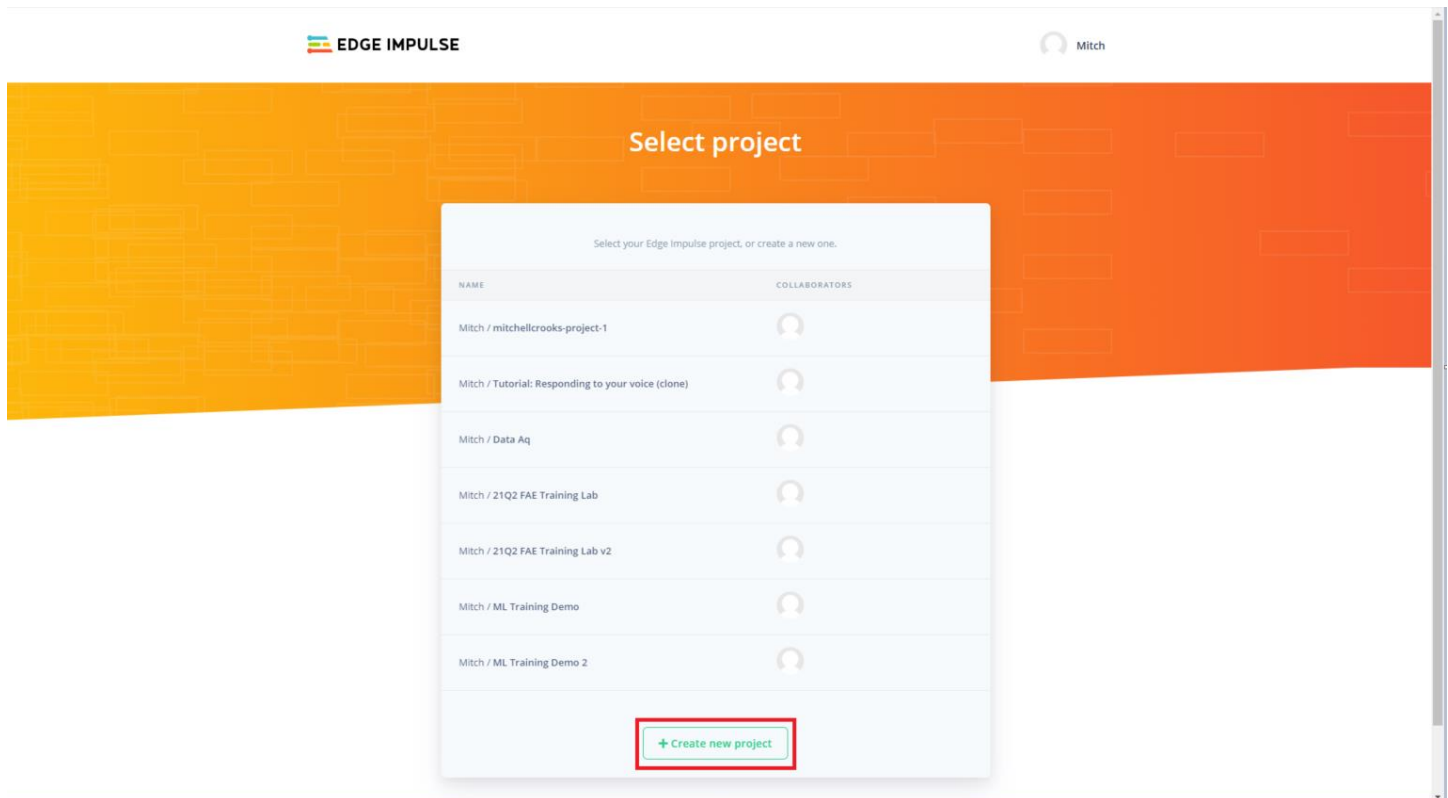 EDGE IMPULSE
Mitch
Select project
Select your Edge Impulse project, or create a new one.
NAME COLLABORATORS
Mitch / mitchellcrooks-project-1
Mitch / Tutorial: Responding to your voice (clone)
Mitch / Data Aq
Mitch / 21Q2 FAE Training Lab
Mitch / 21Q2 FAE Training Lab v2
Mitch / ML Training Demo
Mitch / ML Training Demo 2
+ Create new project